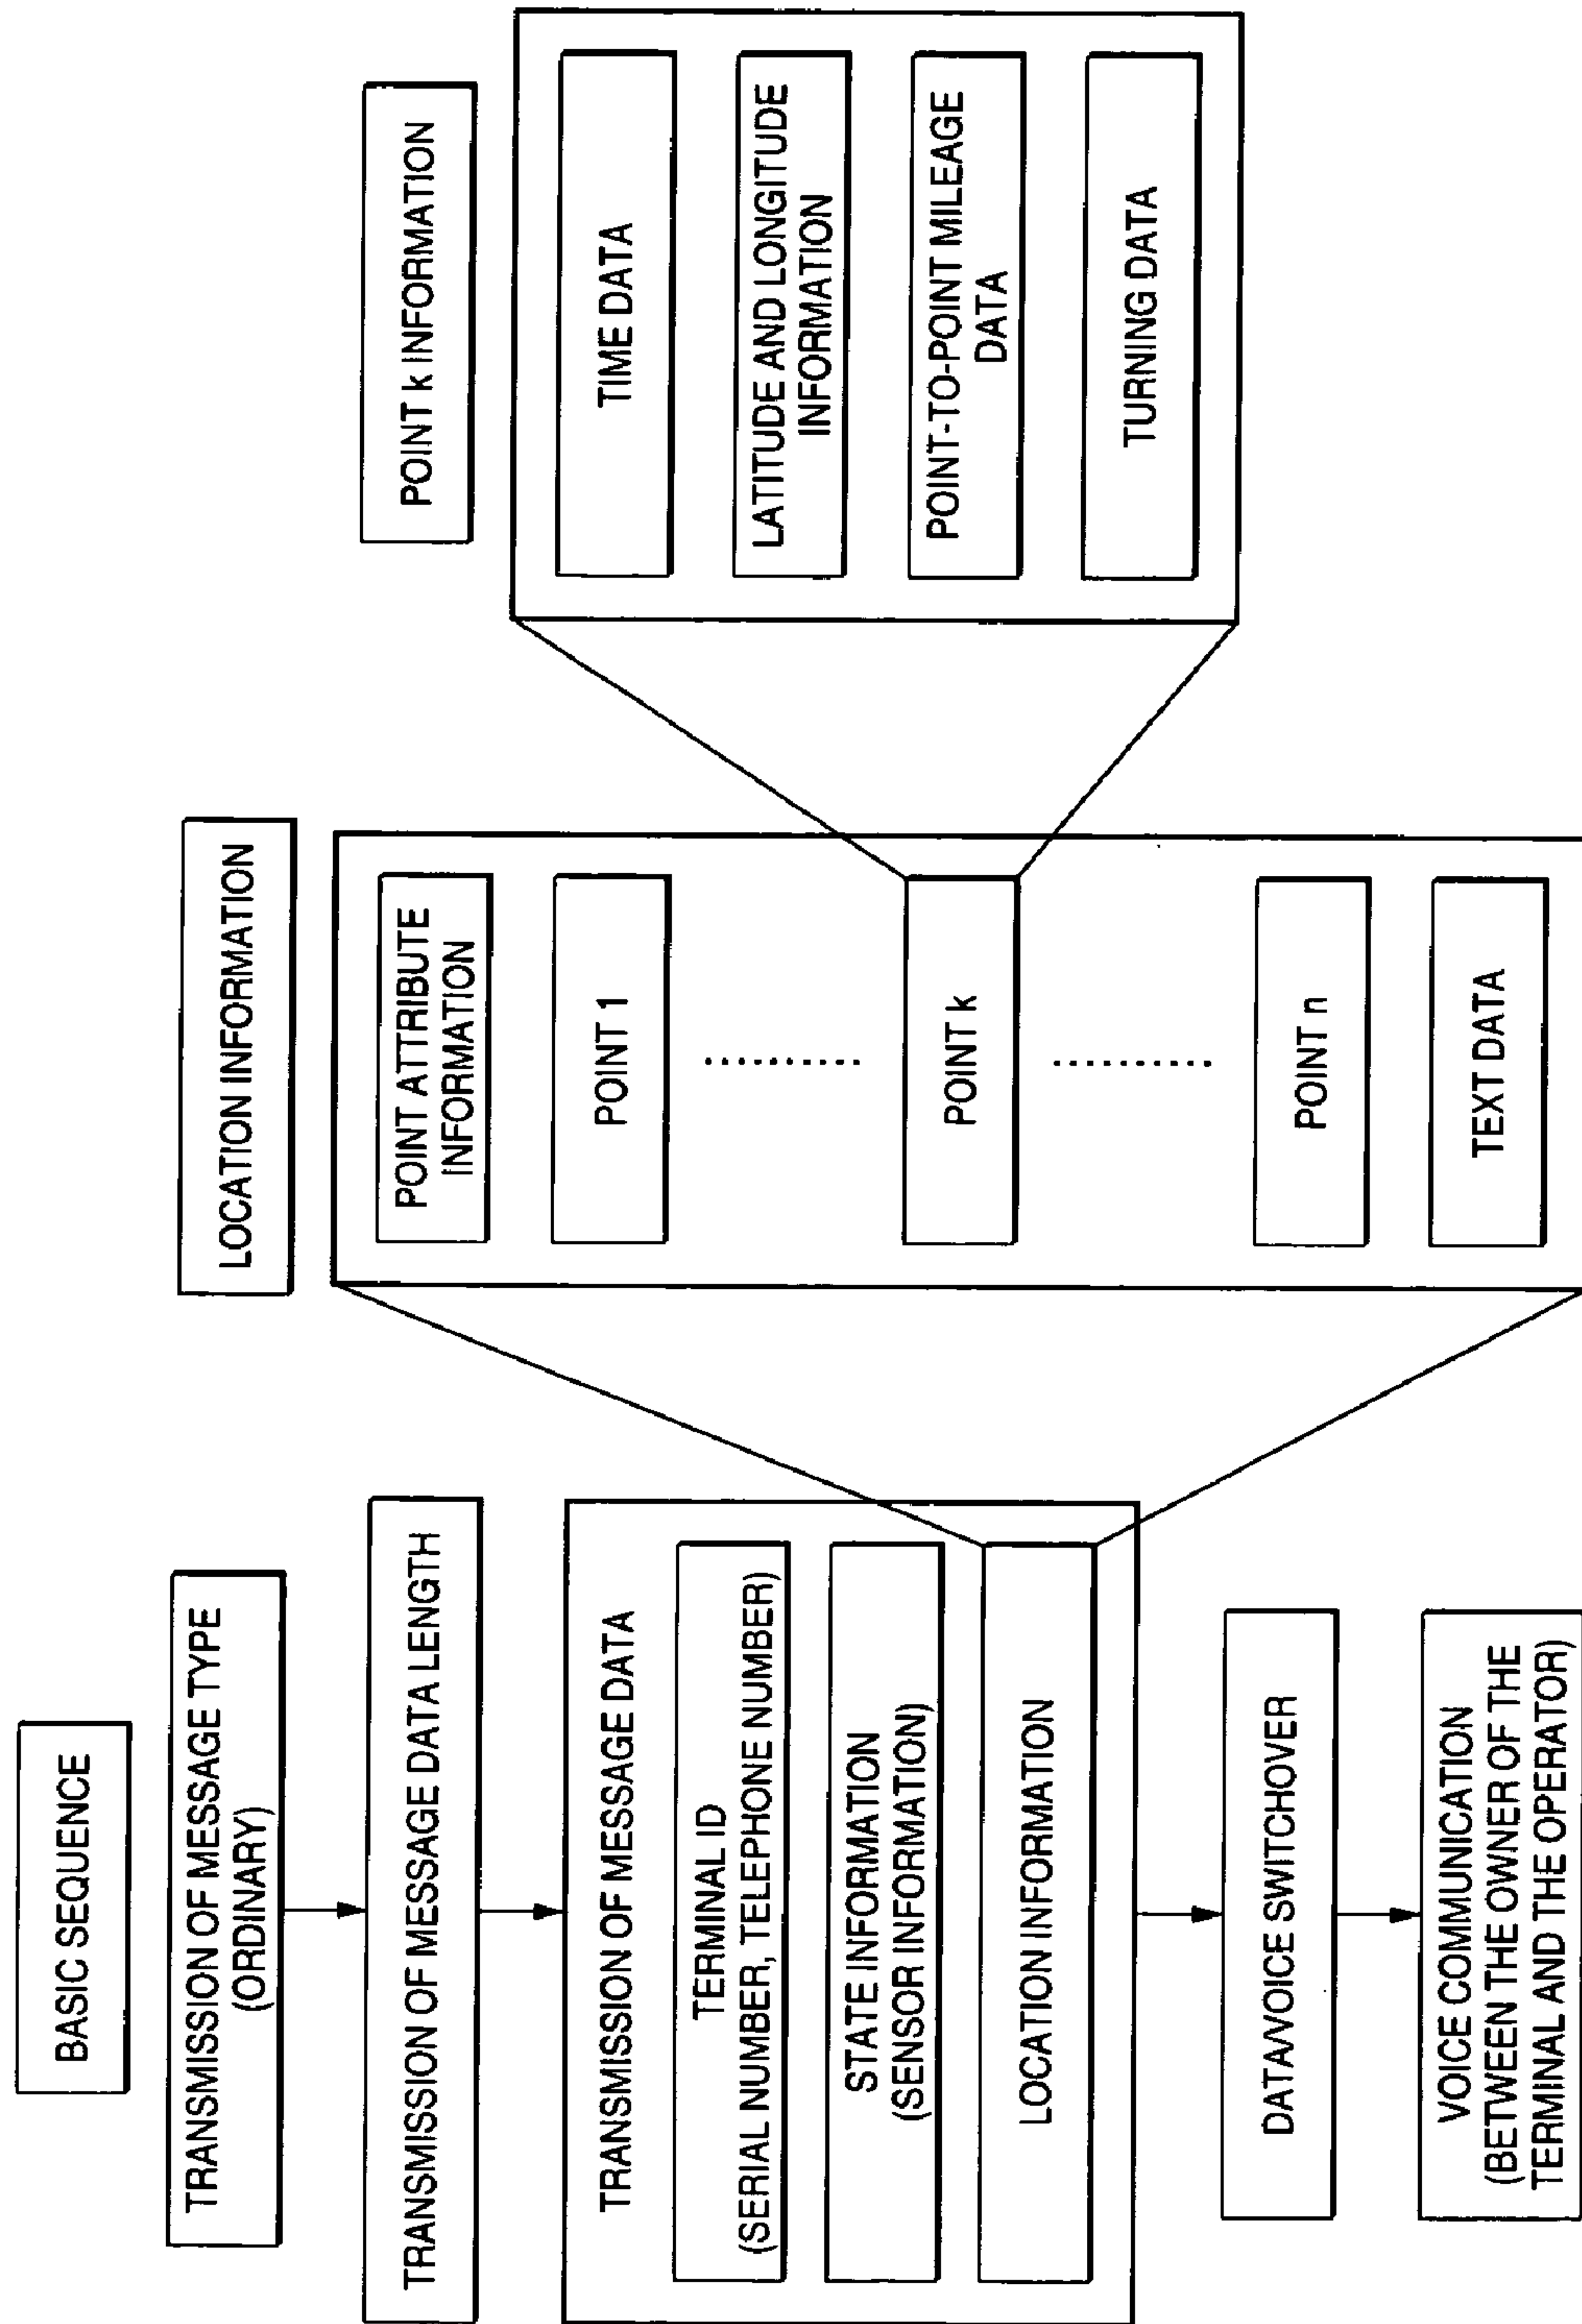 BASIC SEQUENCE
TRANSMISSION OF MESSAGE TYPE
(ORDINARY)
TRANSMISSION OF MESSAGE DATA LENGTH
TRANSMISSION OF MESSAGE DATA
TERMINAL ID
(SERIAL NUMBER, TELEPHONE NUMBER)
STATE INFORMATION
(SENSOR INFORMATION)
LOCATION INFORMATION
DATA/VOICE SWITCHOVER
VOICE COMMUNICATION
(BETWEEN THE OWNER OF THE
TERMINAL AND THE OPERATOR)
LOCATION INFORMATION
POINT ATTRIBUTE
INFORMATION
POINT 1
POINT k
POINT n
TEXT DATA
POINT k INFORMATION
TIME DATA
LATITUDE AND LONGITUDE
INFORMATION
POINT-TO-POINT MILEAGE
DATA
TURNING DATA